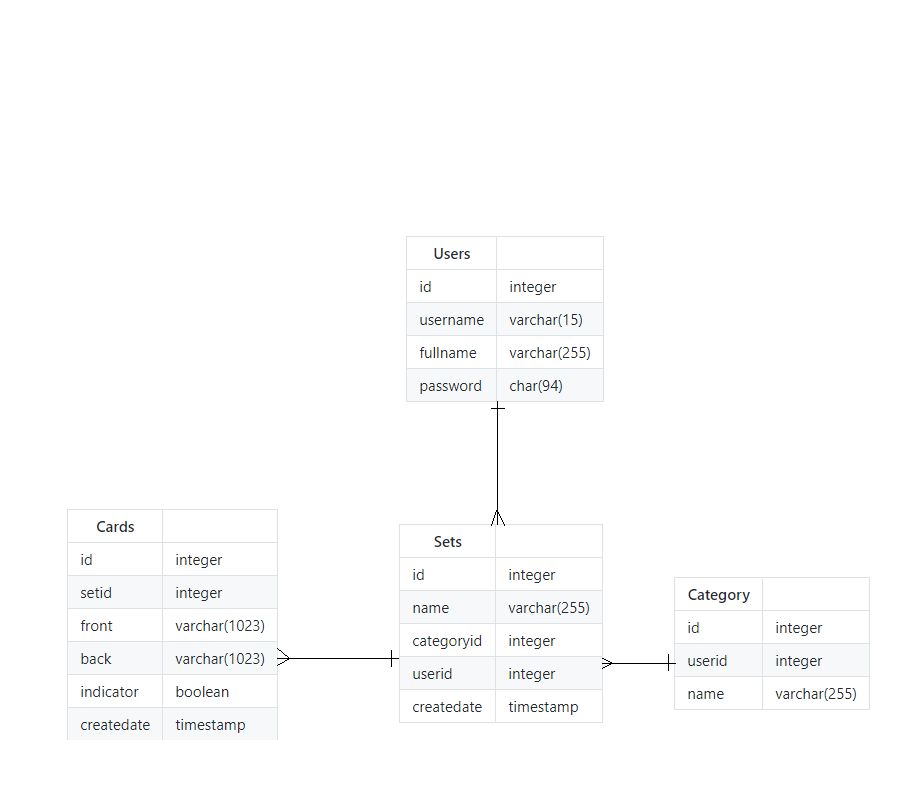 Users
id integer
username varchar(15)
fullname varchar(255)
password char(94)
Cards
id integer
setid integer
front varchar(1023)
back varchar(1023)
indicator boolean
createdate timestamp
Sets
id integer
name varchar(255)
categoryid integer
userid integer
createdate timestamp
Category
id integer
userid integer
name varchar(255)